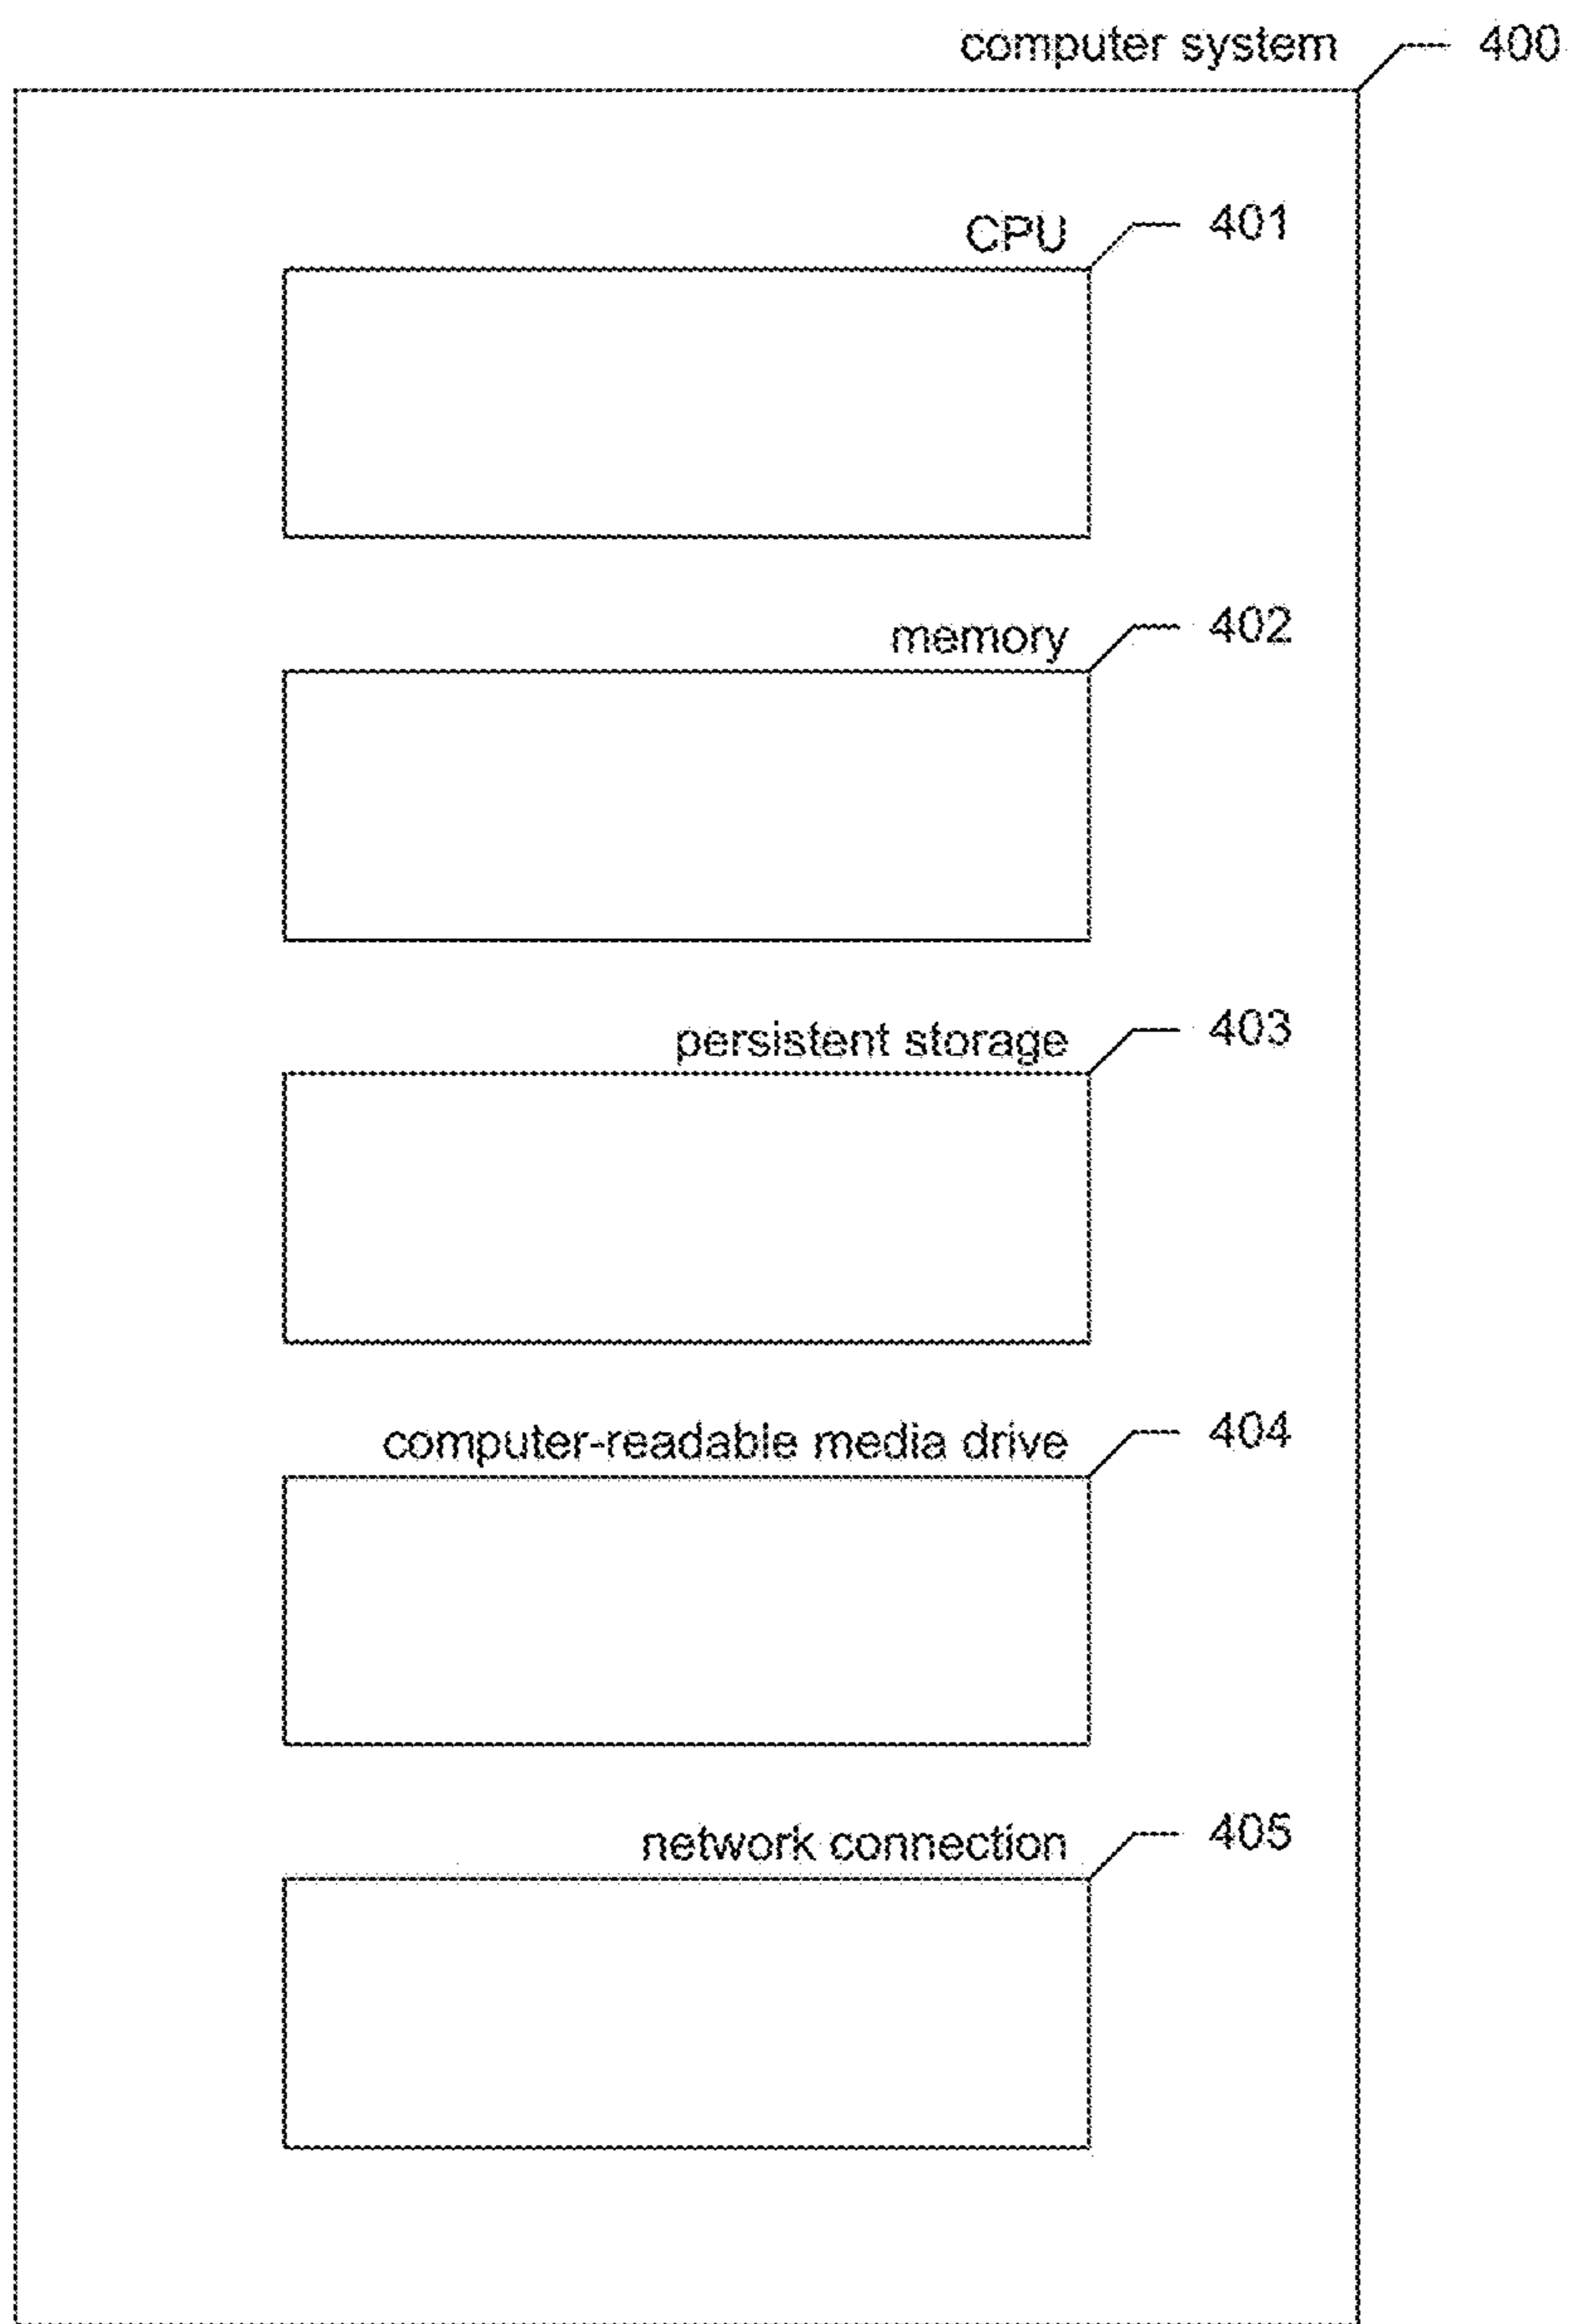 computer system 400
CPU 401
memory 402
persistent storage 403
computer-readable media drive 404
network connection 405